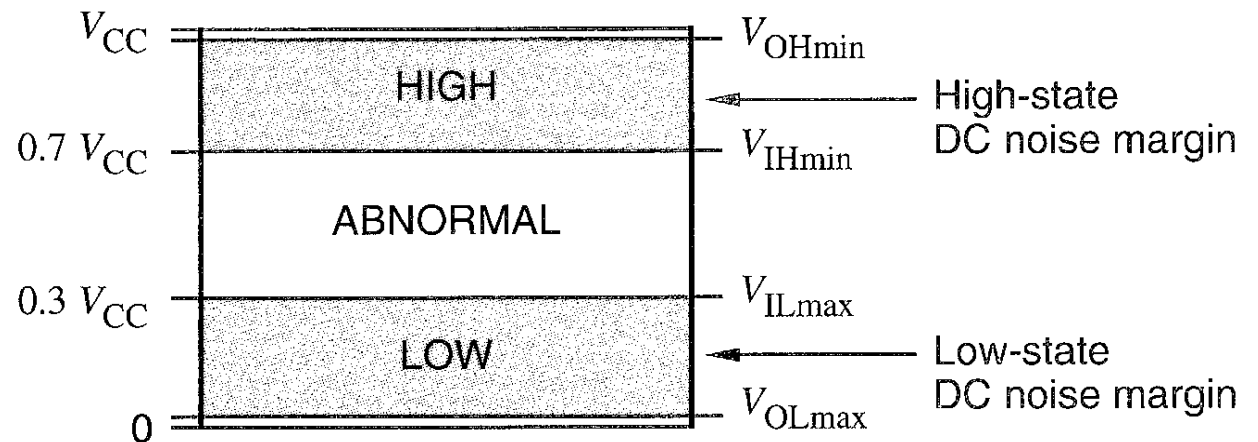 V_CC
V_OHmin
HIGH
High-state
DC noise margin
0.7 V_CC
V_IHmin
ABNORMAL
0.3 V_CC
V_ILmax
LOW
Low-state
DC noise margin
V_OLmax
0